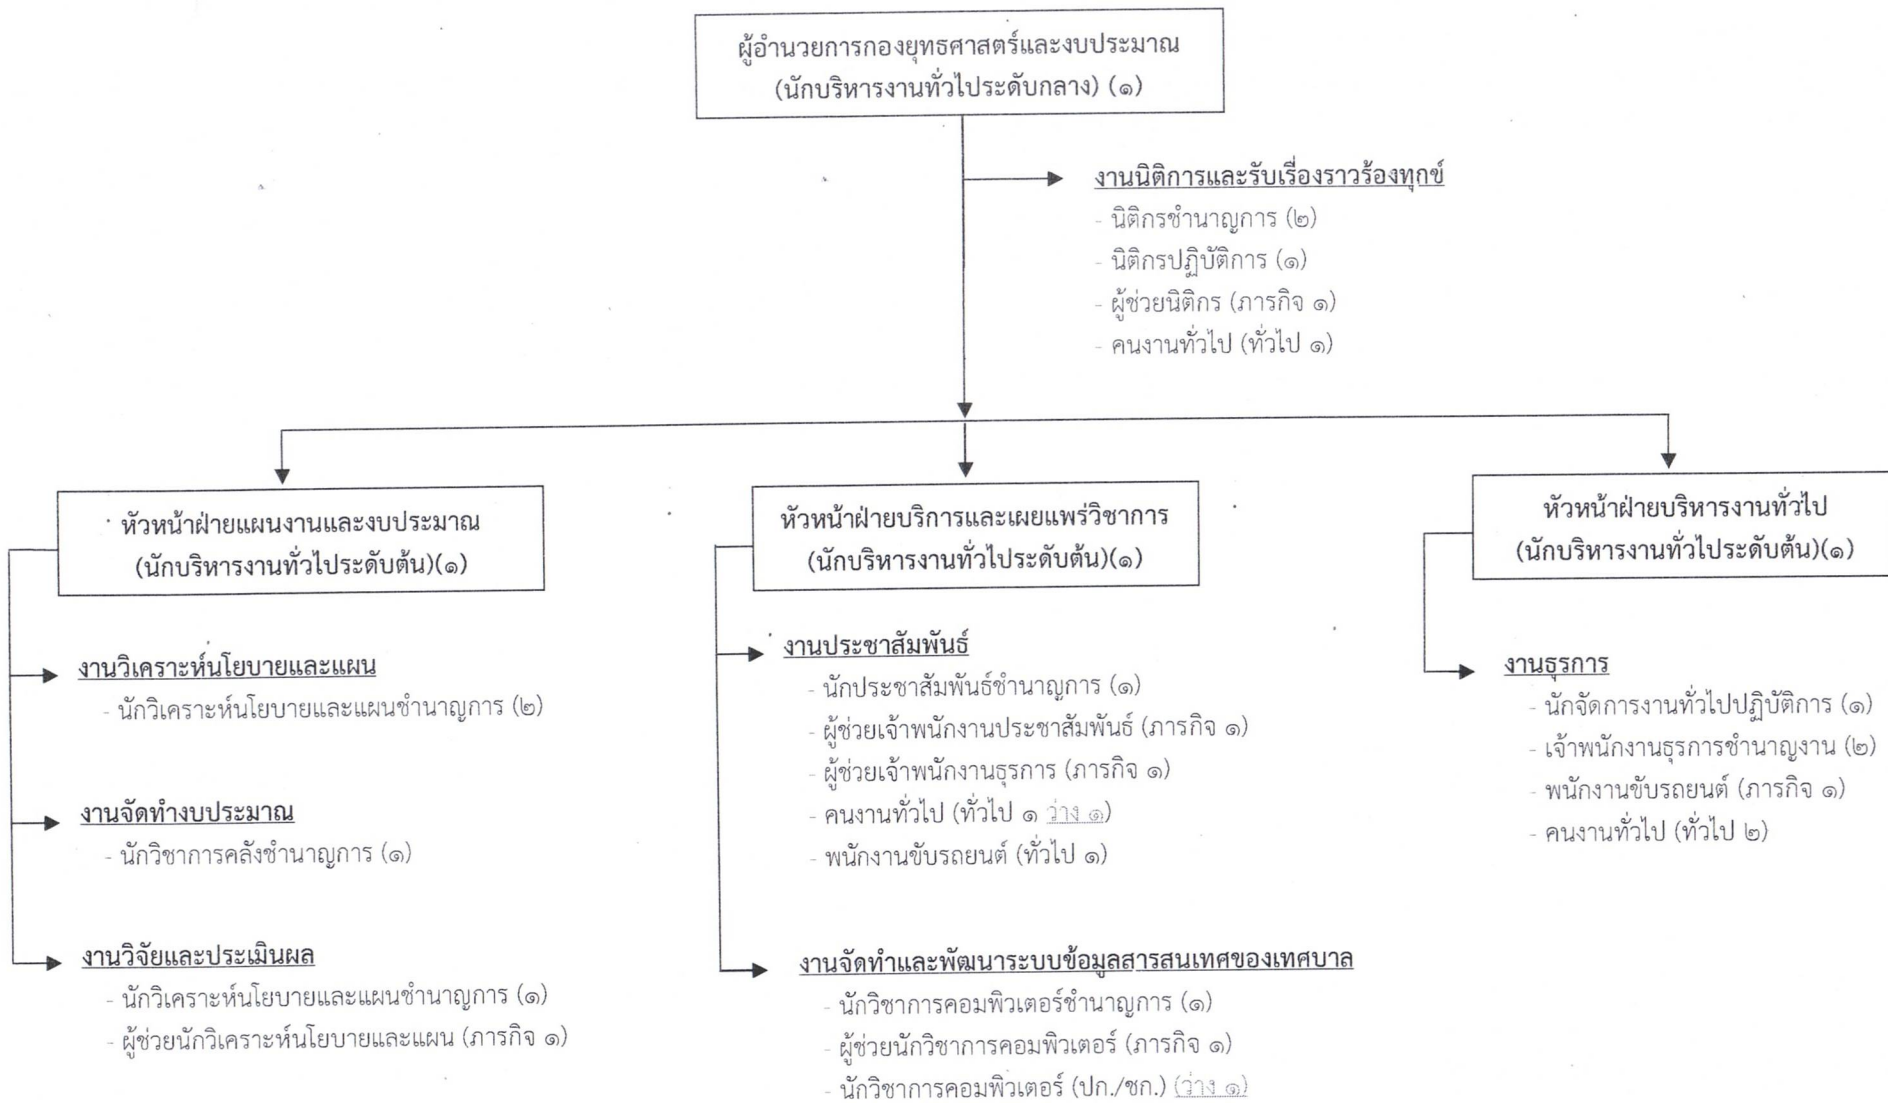 ผู้อำนวยการกองยุทธศาสตร์และงบประมาณ
(นักบริหารงานทั่วไประดับกลาง) (๑)
งานนิติการและรับเรื่องราวร้องทุกข์
- นิติกรชำนาญการ (๒)
- นิติกรปฏิบัติการ (๑)
- ผู้ช่วยนิติกร (ภารกิจ ๑)
- คนงานทั่วไป (ทั่วไป ๑)
หัวหน้าฝ่ายแผนงานและงบประมาณ
(นักบริหารงานทั่วไประดับต้น)(๑)
งานวิเคราะห์นโยบายและแผน
- นักวิเคราะห์นโยบายและแผนชำนาญการ (๒)
งานจัดทำงบประมาณ
- นักวิชาการคลังชำนาญการ (๑)
งานวิจัยและประเมินผล
- นักวิเคราะห์นโยบายและแผนชำนาญการ (๑)
- ผู้ช่วยนักวิเคราะห์นโยบายและแผน (ภารกิจ ๑)
หัวหน้าฝ่ายบริการและเผยแพร่วิชาการ
(นักบริหารงานทั่วไประดับต้น)(๑)
งานประชาสัมพันธ์
- นักประชาสัมพันธ์ชำนาญการ (๑)
- ผู้ช่วยเจ้าพนักงานประชาสัมพันธ์ (ภารกิจ ๑)
- ผู้ช่วยเจ้าพนักงานธุรการ (ภารกิจ ๑)
- คนงานทั่วไป (ทั่วไป ๑ ว่าง ๑)
- พนักงานขับรถยนต์ (ทั่วไป ๑)
งานจัดทำและพัฒนาระบบข้อมูลสารสนเทศของเทศบาล
- นักวิชาการคอมพิวเตอร์ชำนาญการ (๑)
- ผู้ช่วยนักวิชาการคอมพิวเตอร์ (ภารกิจ ๑)
- นักวิชาการคอมพิวเตอร์ (ปก./ชก.) (ว่าง ๑)
หัวหน้าฝ่ายบริหารงานทั่วไป
(นักบริหารงานทั่วไประดับต้น)(๑)
งานธุรการ
- นักจัดการงานทั่วไปปฏิบัติการ (๑)
- เจ้าพนักงานธุรการชำนาญงาน (๒)
- พนักงานขับรถยนต์ (ภารกิจ ๑)
- คนงานทั่วไป (ทั่วไป ๒)